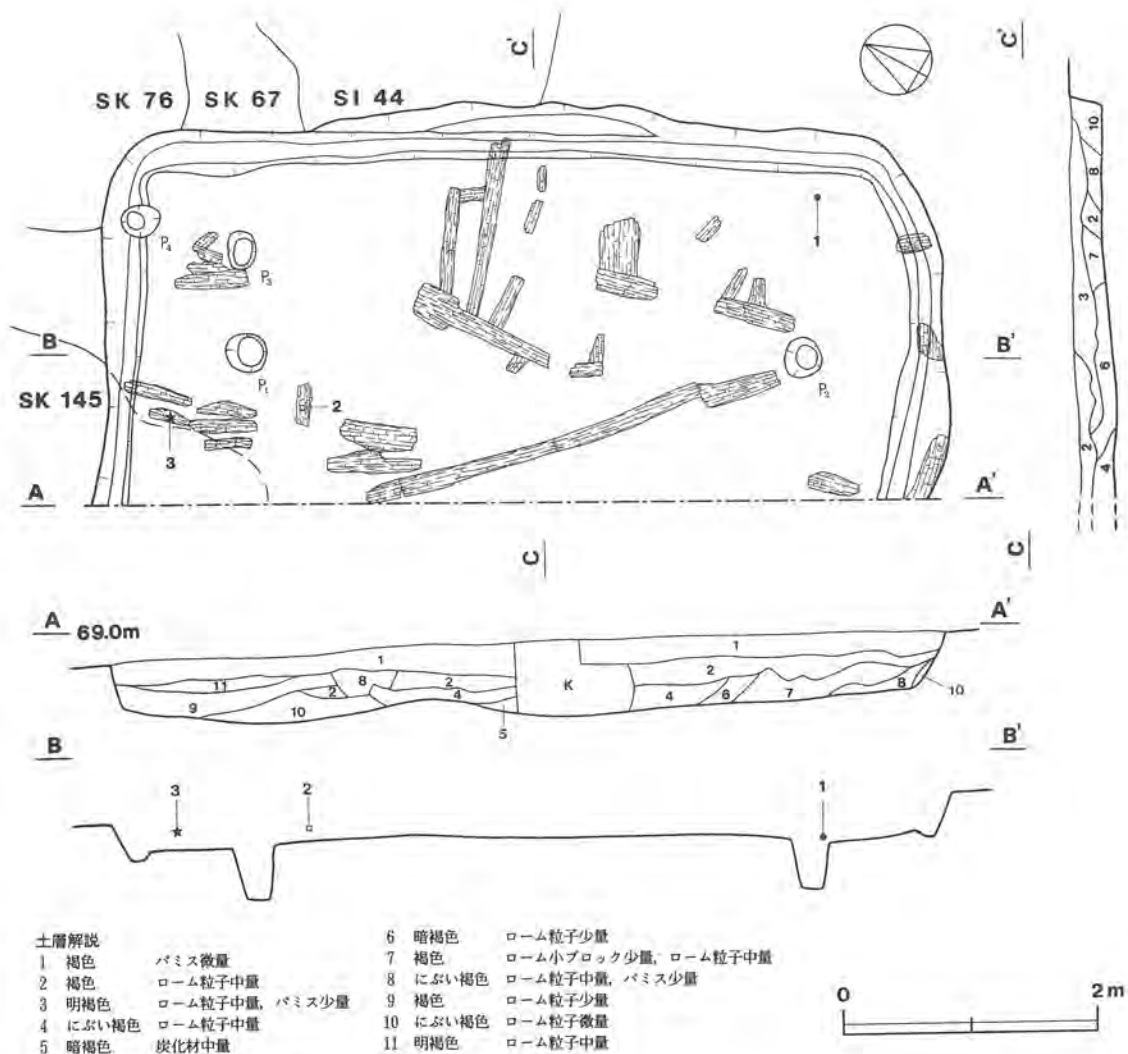 C'
C'
SK 76 SK 67 SI 44
10
8
2
7
3
6
2
4
P4
P3
1
B
P1
P2
B'
SK 145
2
3
A
A'
C
C
A 69.0m
A'
1
1
11
2
8
2
2
9
10
4
K
4
6
7
8
10
5
B
B'
3
2
1
土層解説
1 褐色 パミス微量
2 褐色 ローム粒子中量
3 明褐色 ローム粒子中量, パミス少量
4 にぶい褐色 ローム粒子中量
5 暗褐色 炭化材中量
6 暗褐色 ローム粒子少量
7 褐色 ローム小ブロック少量, ローム粒子中量
8 にぶい褐色 ローム粒子中量, パミス少量
9 褐色 ローム粒子少量
10 にぶい褐色 ローム粒子微量
11 明褐色 ローム粒子中量
0 2m